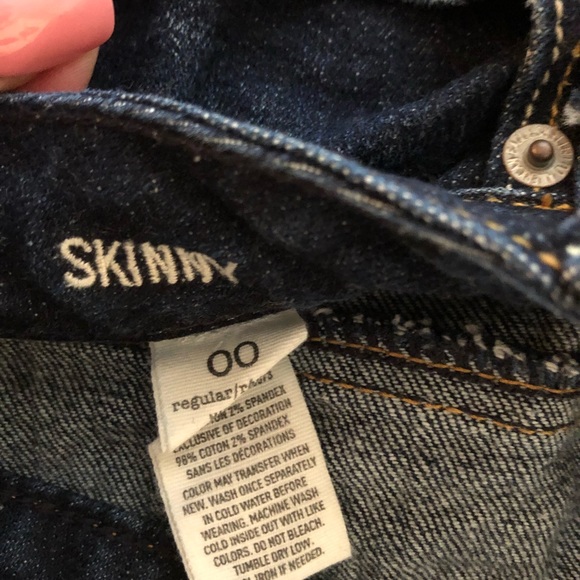 SKINNY
00
regular/
2% SPANDEX
EXCLUSIVE OF DECORATION
98% COTON 2% SPANDEX
SANS LES DÉCORATIONS
COLOR MAY TRANSFER WHEN
NEW. WASH ONCE SEPARATELY
IN COLD WATER BEFORE
WEARING. MACHINE WASH
COLD INSIDE OUT WITH LIKE
COLORS. DO NOT BLEACH.
TUMBLE DRY LOW.
IRON IF NEEDED.